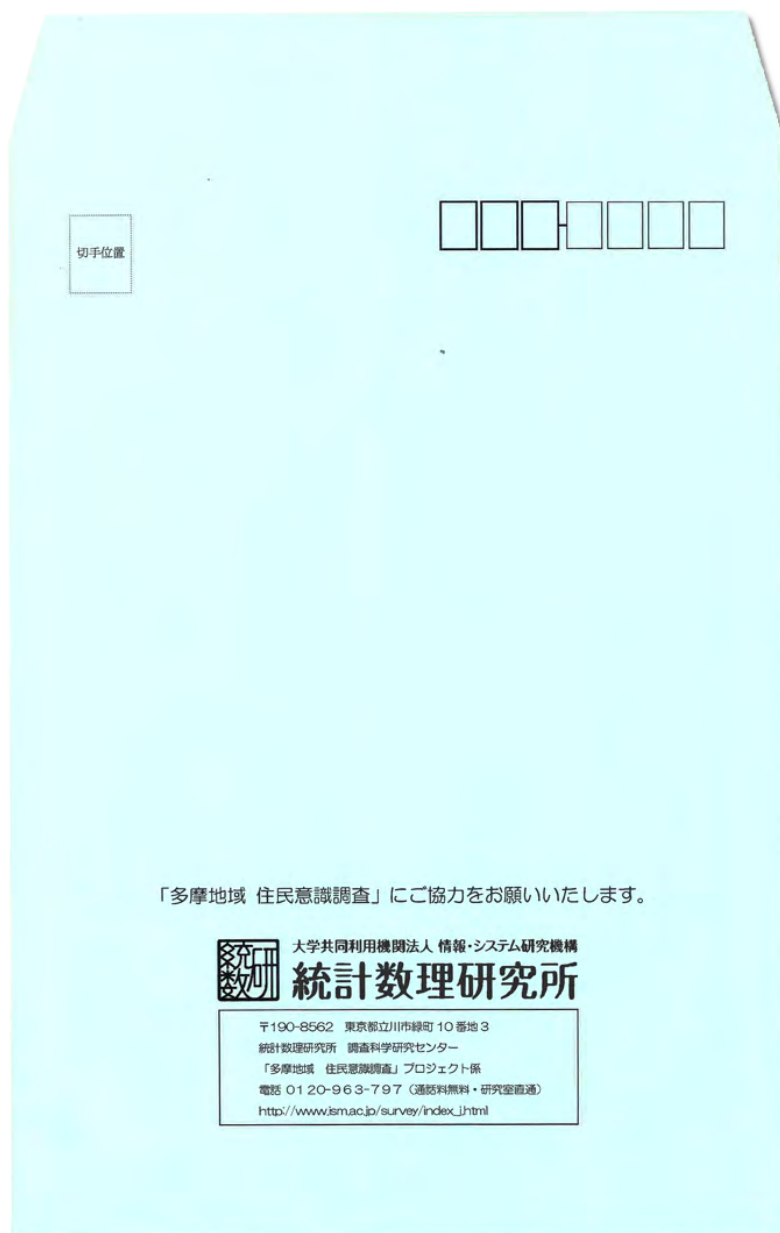 切手位置
「多摩地域 住民意識調査」にご協力をお願いいたします。
統数研
大学共同利用機関法人 情報・システム研究機構
統計数理研究所
〒190-8562 東京都立川市緑町 10 番地 3
統計数理研究所 調査科学研究センター
「多摩地域 住民意識調査」プロジェクト係
電話 0120-963-797（通話料無料・研究室直通）
http://www.ism.ac.jp/survey/index_j.html